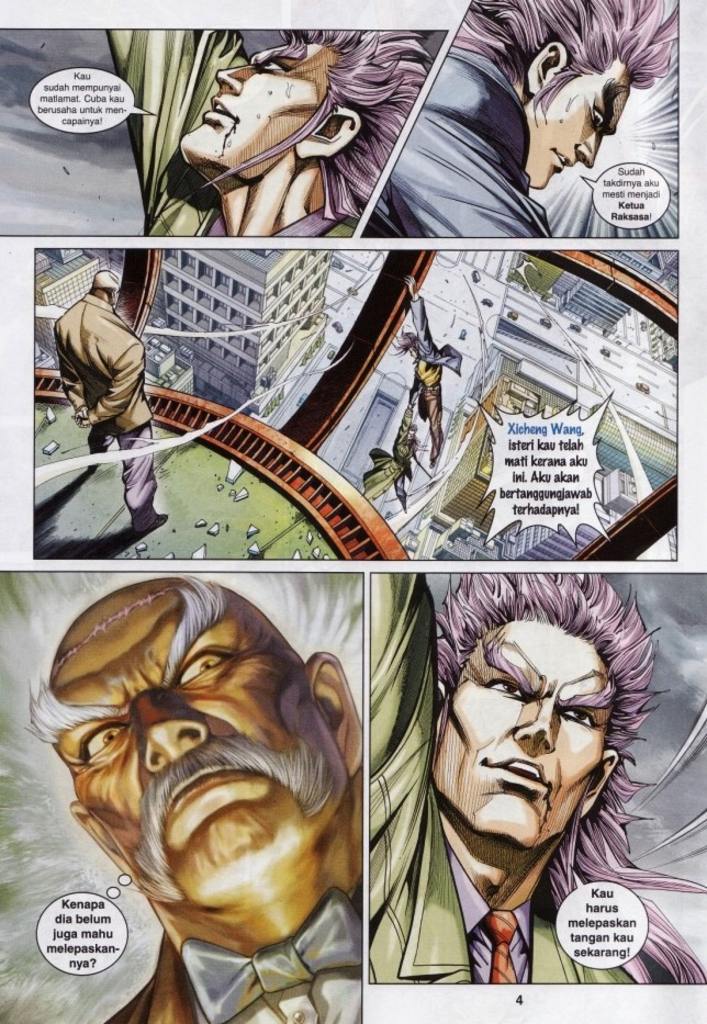 Kau
sudah mempunyai
matlamat. Cuba kau
berusaha untuk men-
capainya!
Sudah
takdirnya aku
mesti menjadi
Ketua
Raksasa!
Xicheng Wang,
isteri kau telah
mati kerana aku
ini. Aku akan
bertanggungjawab
terhadapnya!
Kenapa
dia belum
juga mahu
melepaskan-
nya?
Kau
harus
melepaskan
tangan kau
sekarang!
4